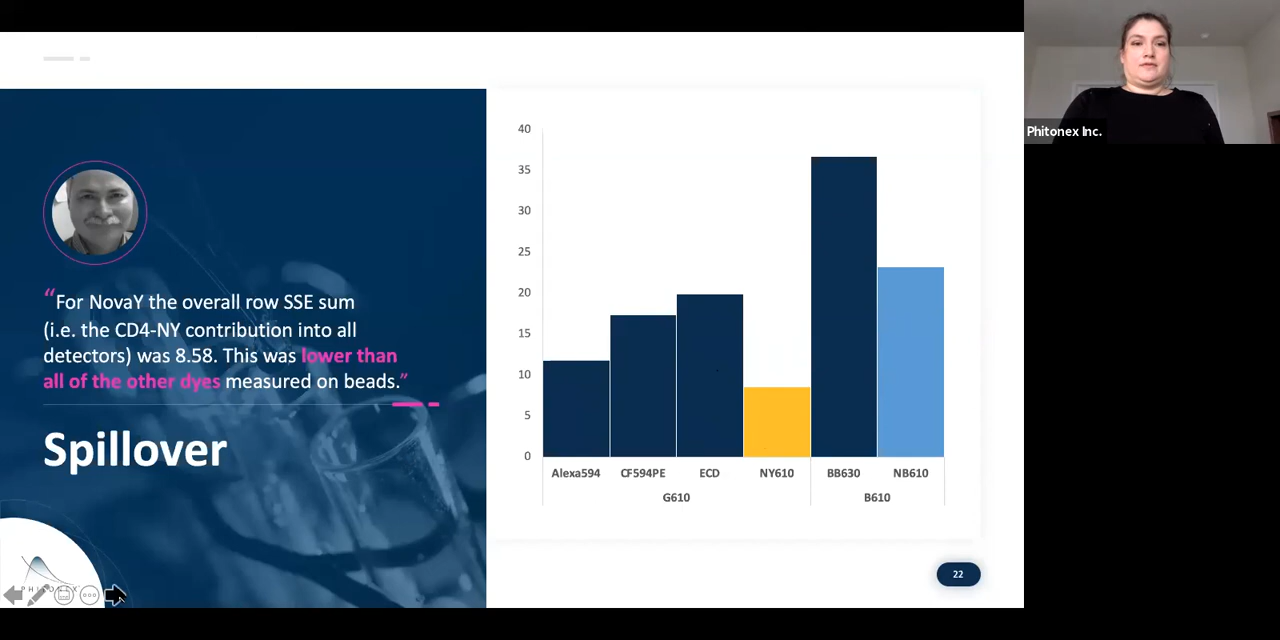 “For NovaY the overall row SSE sum
(i.e. the CD4-NY contribution into all
detectors) was 8.58. This was lower than
all of the other dyes measured on beads.”
Spillover
40
35
30
25
20
15
10
5
0
Alexa594 CF594PE ECD NY610 BB630 NB610
G610 B610
22
Phitonex Inc.